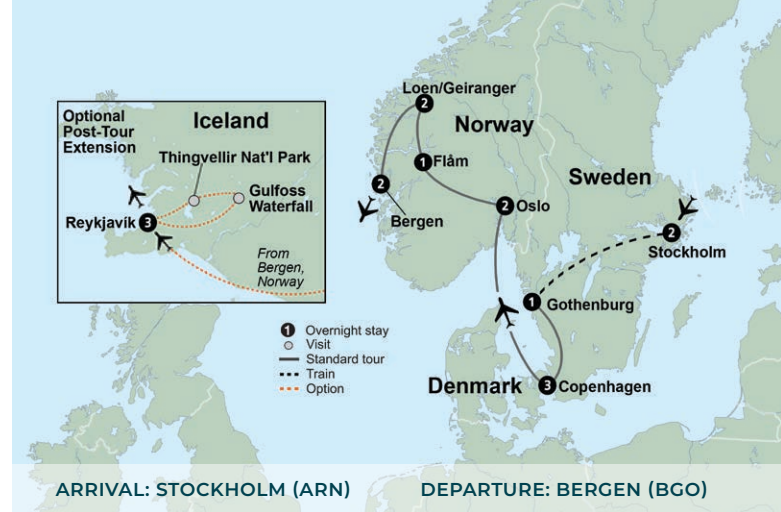 Optional
Post-Tour
Extension
Iceland
Thingvellir Nat'l Park
Gulfoss
Waterfall
Reykjavík
3
From
Bergen,
Norway
Loen/Geiranger
2
Norway
1
Flåm
2
Bergen
2
Oslo
Sweden
2
Stockholm
1
Gothenburg
Denmark
3
Copenhagen
1 Overnight stay
Visit
Standard tour
Train
Option
ARRIVAL: STOCKHOLM (ARN)
DEPARTURE: BERGEN (BGO)